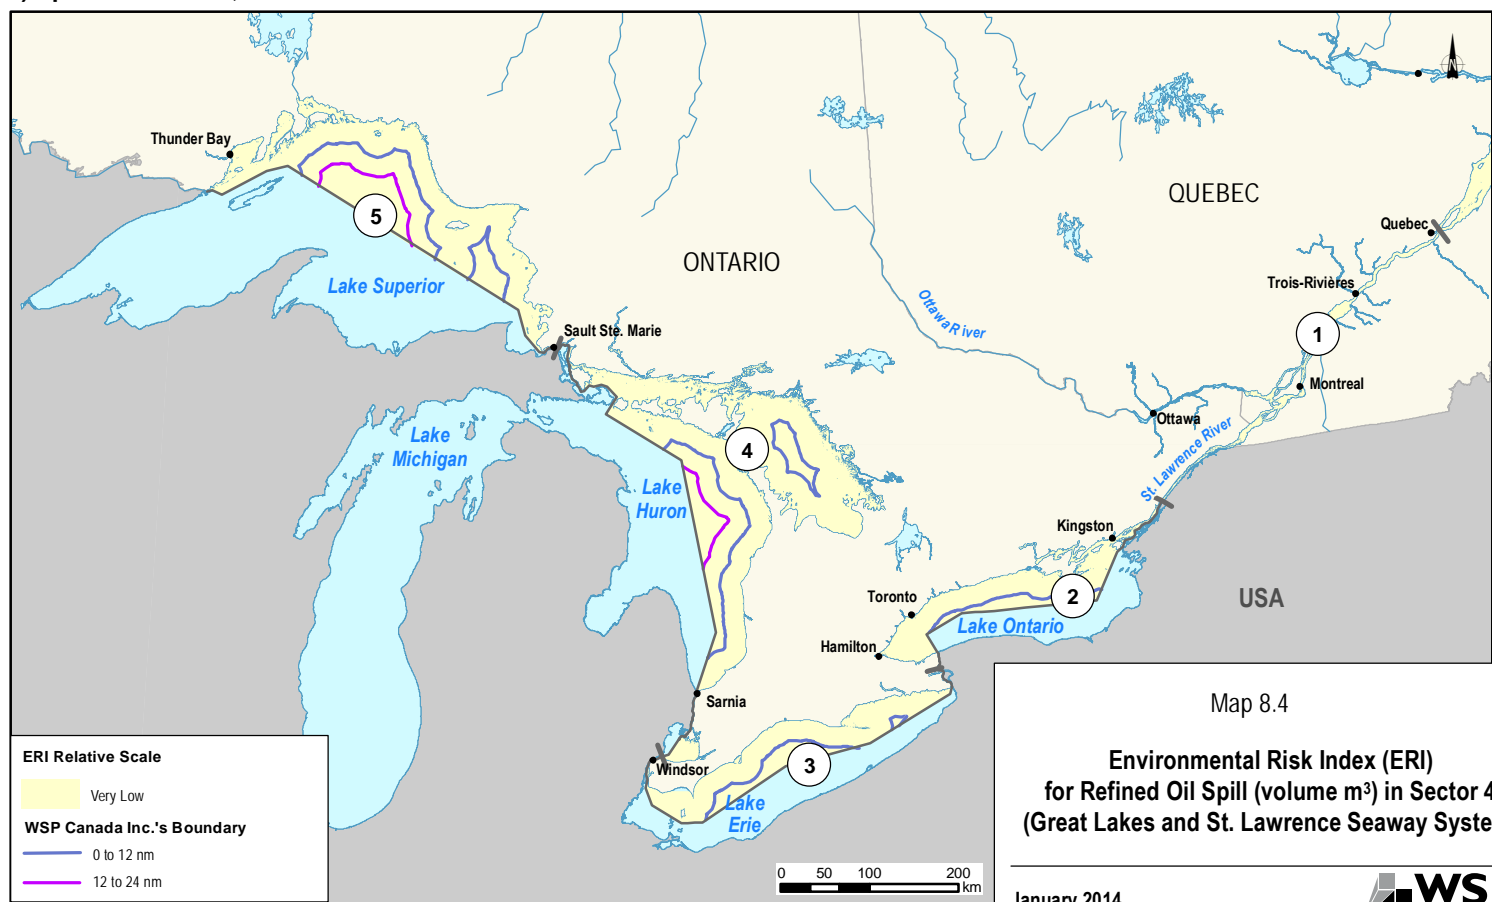 Thunder Bay
QUEBEC
5
Quebec
ONTARIO
Lake Superior
Trois-Rivières
Ottawa River
Sault Ste. Marie
1
Montreal
Ottawa
Lake
Michigan
4
St. Lawrence River
Lake
Huron
Kingston
Toronto
2
USA
Lake Ontario
Hamilton
Sarnia
Windsor
3
Lake
Erie
ERI Relative Scale
Very Low
WSP Canada Inc.'s Boundary
0 to 12 nm
12 to 24 nm
0 50 100 200
km
Map 8.4
Environmental Risk Index (ERI)
for Refined Oil Spill (volume m³) in Sector 4
(Great Lakes and St. Lawrence Seaway Syste
January 2014
WS
N